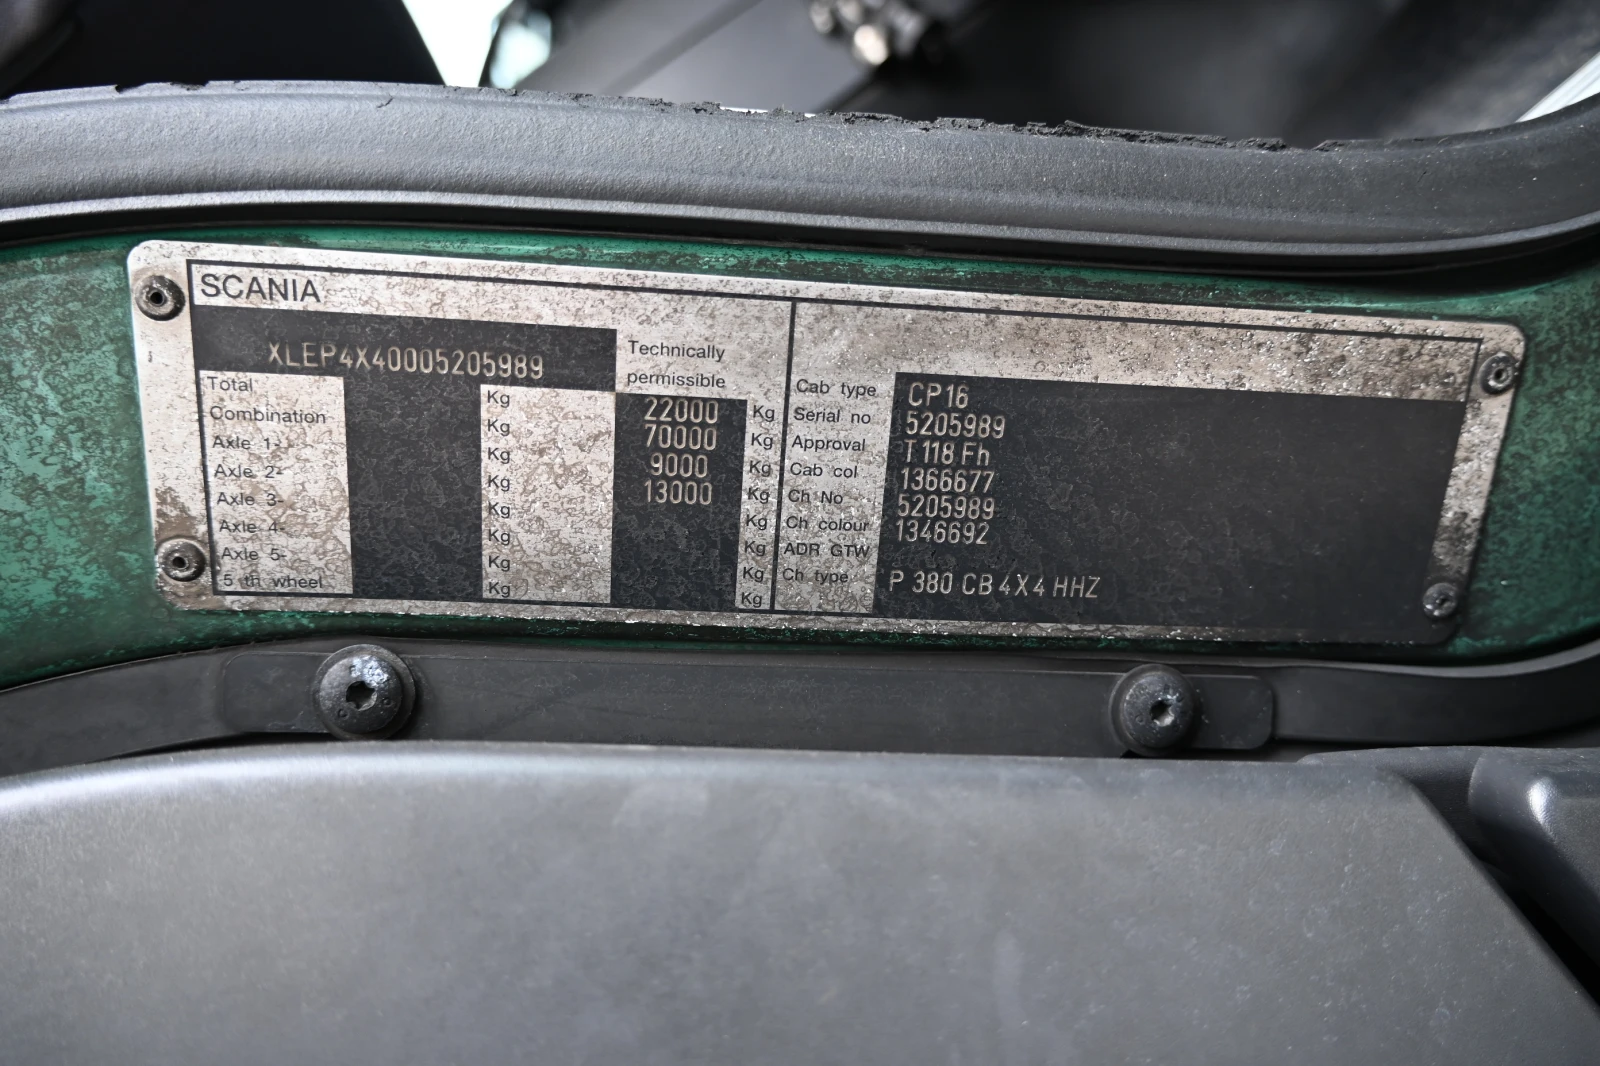 SCANIA
XLEP4X40005205989
Technically
permissible
Total Kg 22000 Kg
Combination Kg 70000 Kg
Axle 1- Kg 9000 Kg
Axle 2- Kg 13000 Kg
Axle 3- Kg Kg
Axle 4- Kg Kg
Axle 5- Kg Kg
5 th wheel Kg Kg
Cab type CP16
Serial no 5205989
Approval T 118 Fh
Cab col 1366677
Ch No 5205989
Ch colour 1346692
ADR GTW
Ch type P 380 CB 4X4 HHZ